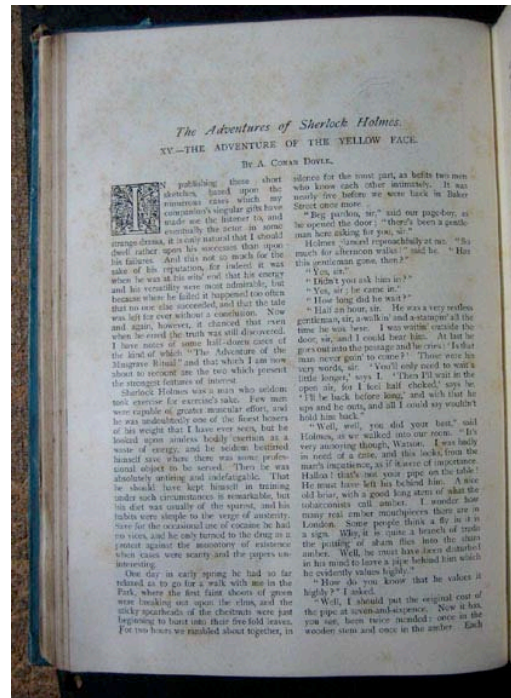 The Adventures of Sherlock Holmes.
XV.—THE ADVENTURE OF THE YELLOW FACE.
BY A. CONAN DOYLE.
IN publishing these short
sketches, based upon the
numerous cases which my
companion's singular gifts have
made me the listener to, and
eventually the actor in some
strange drama, it is only natural that I should
dwell rather upon his successes than upon
his failures. And this not so much for the
sake of his reputation, for indeed it was
when he was at his wits' end that his energy
and his versatility were most admirable, but
because where he failed it happened too often
that no one else succeeded, and that the tale
was left for ever without a conclusion. Now
and again, however, it chanced that even
when he erred the truth was still discovered.
I have notes of some half-dozen cases of
the kind of which "The Adventure of the
Musgrave Ritual" and that which I am now
about to recount are the two which present
the strongest features of interest.
Sherlock Holmes was a man who seldom
took exercise for exercise's sake. Few men
were capable of greater muscular effort, and
he was undoubtedly one of the finest boxers
of his weight that I have ever seen, but he
looked upon aimless bodily exertion as a
waste of energy, and he seldom bestirred
himself save where there was some profes-
sional object to be served. Then he was
absolutely untiring and indefatigable. That
he should have kept himself in training
under such circumstances is remarkable, but
his diet was usually of the sparest, and his
habits were simple to the verge of austerity.
Save for the occasional use of cocaine he had
no vices, and he only turned to the drug as a
protest against the monotony of existence
when cases were scanty and the papers un-
interesting.
One day in early spring he had so far
relaxed as to go for a walk with me in the
Park, where the first faint shoots of green
were breaking out upon the elms, and the
sticky spearheads of the chestnuts were just
beginning to burst into their five-fold leaves.
For two hours we rambled about together, in
silence for the most part, as befits two men
who know each other intimately. It was
nearly five before we were back in Baker
Street once more.
"Beg pardon, sir," said our page-boy, as
he opened the door; "there's been a gentle-
man here asking for you, sir."
Holmes glanced reproachfully at me. "So
much for afternoon walks!" said he. "Has
this gentleman gone, then?"
"Yes, sir."
"Didn't you ask him in?"
"Yes, sir; he came in."
"How long did he wait?"
"Half an hour, sir. He was a very restless
gentleman, sir, a-walkin' and a-stampin' all the
time he was here. I was waitin' outside the
door, sir, and I could hear him. At last he
goes out into the passage and he cries: 'Is that
man never goin' to come?' Those were his
very words, sir. 'You'll only need to wait a
little longer,' says I. 'Then I'll wait in the
open air, for I feel half choked,' says he.
'I'll be back before long,' and with that he
ups and he outs, and all I could say wouldn't
hold him back."
"Well, well, you did your best," said
Holmes, as we walked into our room. "It's
very annoying though, Watson. I was badly
in need of a case, and this looks, from the
man's impatience, as if it were of importance.
Halloa! that's not your pipe on the table!
He must have left his behind him. A nice
old briar, with a good long stem of what the
tobacconists call amber. I wonder how
many real amber mouthpieces there are in
London. Some people think a fly in it is
a sign. Why, it is quite a branch of trade
the putting of sham flies into the sham
amber. Well, he must have been disturbed
in his mind to leave a pipe behind him which
he evidently values highly."
"How do you know that he values it
highly?" I asked.
"Well, I should put the original cost of
the pipe at seven-and-sixpence. Now it has,
you see, been twice mended: once in the
wooden stem and once in the amber. Each